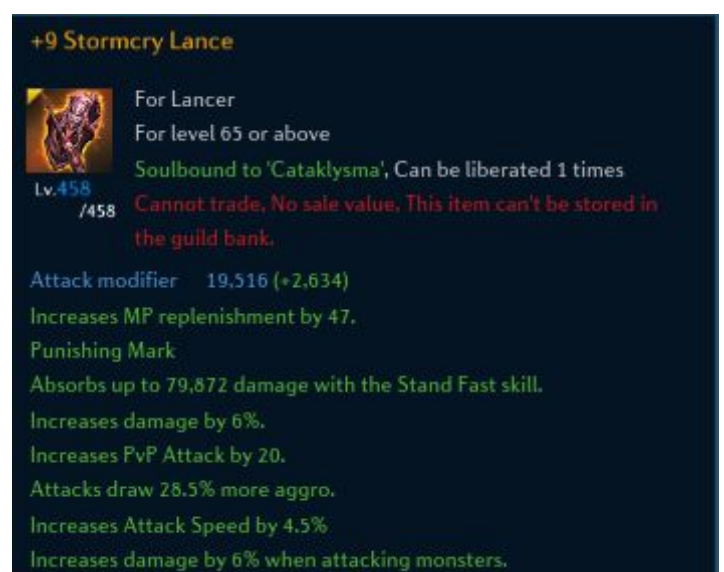 +9 Stormcry Lance
For Lancer
For level 65 or above
Soulbound to 'Cataklysma', Can be liberated 1 times
Lv.458
/458
Cannot trade, No sale value, This item can't be stored in
the guild bank.
Attack modifier 19,516 (+2,634)
Increases MP replenishment by 47.
Punishing Mark
Absorbs up to 79,872 damage with the Stand Fast skill.
Increases damage by 6%.
Increases PvP Attack by 20.
Attacks draw 28.5% more aggro.
Increases Attack Speed by 4.5%
Increases damage by 6% when attacking monsters.